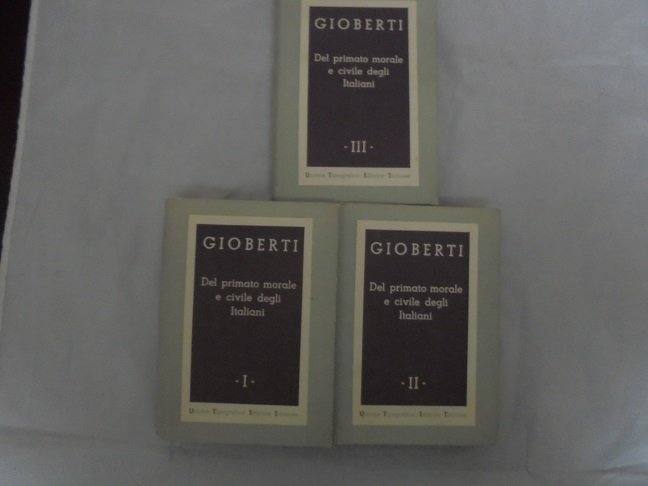 GIOBERTI
Del primato morale
e civile degli
Italiani
- III -
Unione Tipografico Editrice Torinese
GIOBERTI
Del primato morale
e civile degli
Italiani
- I -
Unione Tipografico Editrice Torinese
GIOBERTI
Del primato morale
e civile degli
Italiani
- II -
Unione Tipografico Editrice Torinese